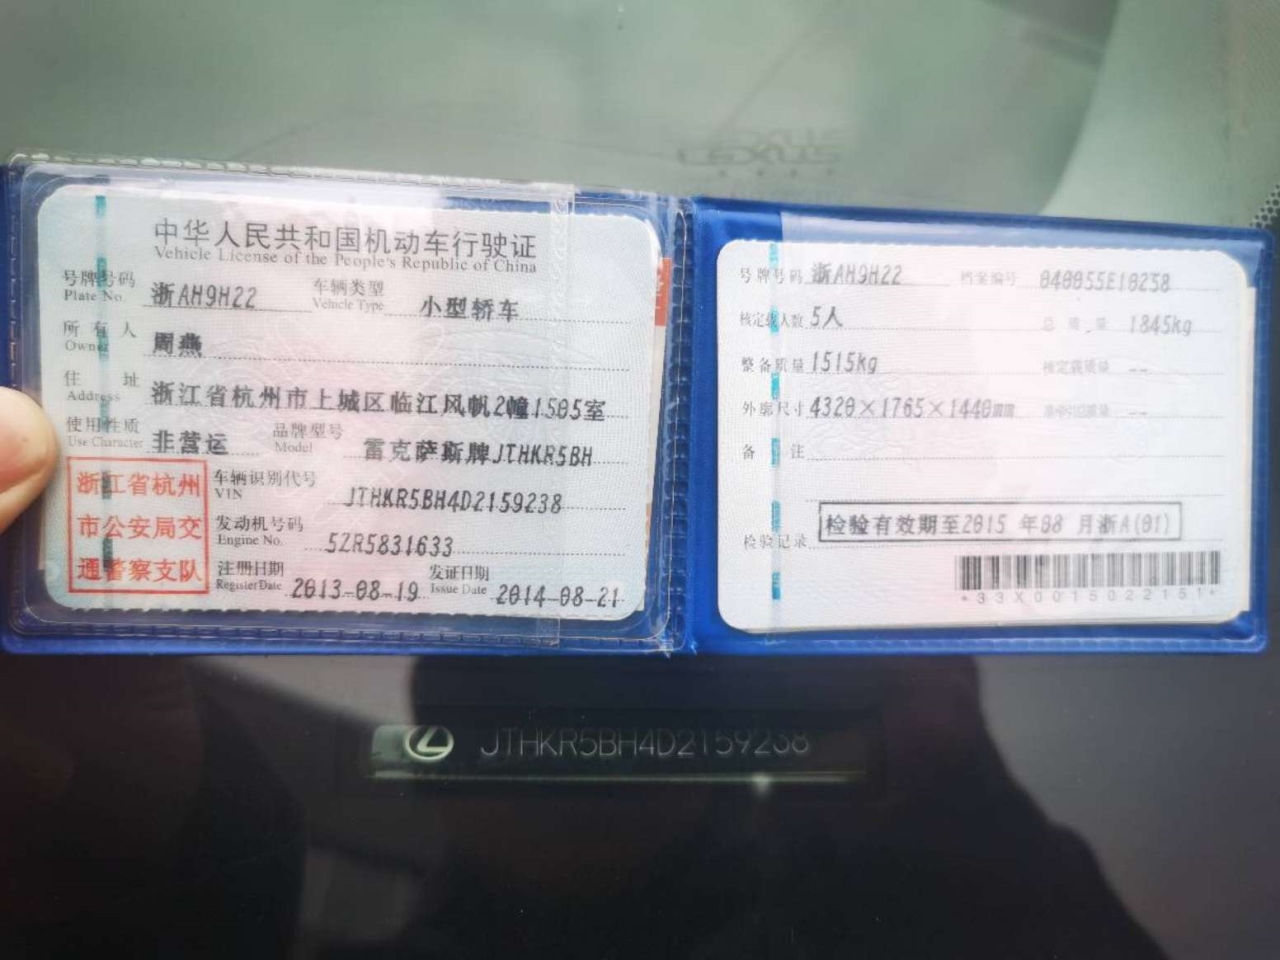 中华人民共和国机动车行驶证
Vehicle License of the People's Republic of China
号牌号码 浙AH9H22 车辆类型 小型轿车
Plate No. Vehicle Type
所有人 周燕
Owner
住址 浙江省杭州市上城区临江风帆2幢1505室
Address
使用性质 非营运 品牌型号 雷克萨斯牌JTHKR5BH
Use Character Model
浙江省杭州
市公安局交
通警察支队
车辆识别代号 JTHKR5BH4D2159238
VIN
发动机号码 5ZR5831633
Engine No.
注册日期 2013-08-19 发证日期 2014-08-21
Register Date Issue Date
号牌号码 浙AH9H22 档案编号 040055E10258
核定载人数 5人 总质量 1845kg
整备质量 1515kg 核定载质量 --
外廓尺寸 4320×1765×1440mm --
备注
检验记录 检验有效期至2015 年08 月浙A(01)
*33X0015022151*
JTHKR5BH4D2159238